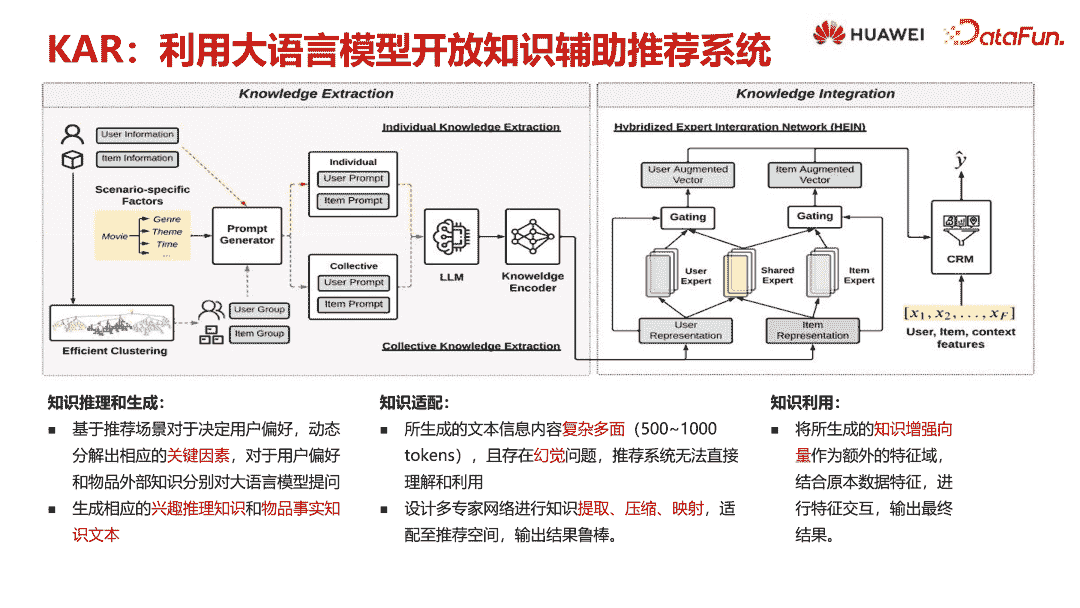 KAR：利用大语言模型开放知识辅助推荐系统
HUAWEI
DataFun.
Knowledge Extraction
User Information
Item Information
Individual Knowledge Extraction
Scenario-specific
Factors
Movie
Genre
Theme
Time
...
Prompt
Generator
Individual
User Prompt
Item Prompt
Collective
User Prompt
Item Prompt
LLM
Knoweldge
Encoder
User Group
Item Group
Efficient Clustering
Collective Knowledge Extraction
Knowledge Integration
Hybridized Expert Intergration Network (HEIN)
User Augmented
Vector
Item Augmented
Vector
Gating
Gating
User
Expert
Shared
Expert
Item
Expert
User
Representation
Item
Representation
ŷ
CRM
[x₁, x₂, . . . , x_F]
User, Item, context
features
知识推理和生成：
■ 基于推荐场景对于决定用户偏好，动态
分解出相应的关键因素，对于用户偏好
和物品外部知识分别对大语言模型提问
■ 生成相应的兴趣推理知识和物品事实知
识文本
知识适配：
■ 所生成的文本信息内容复杂多面（500~1000
tokens），且存在幻觉问题，推荐系统无法直接
理解和利用
■ 设计多专家网络进行知识提取、压缩、映射，适
配至推荐空间，输出结果鲁棒。
知识利用：
■ 将所生成的知识增强向
量作为额外的特征域，
结合原本数据特征，进
行特征交互，输出最终
结果。